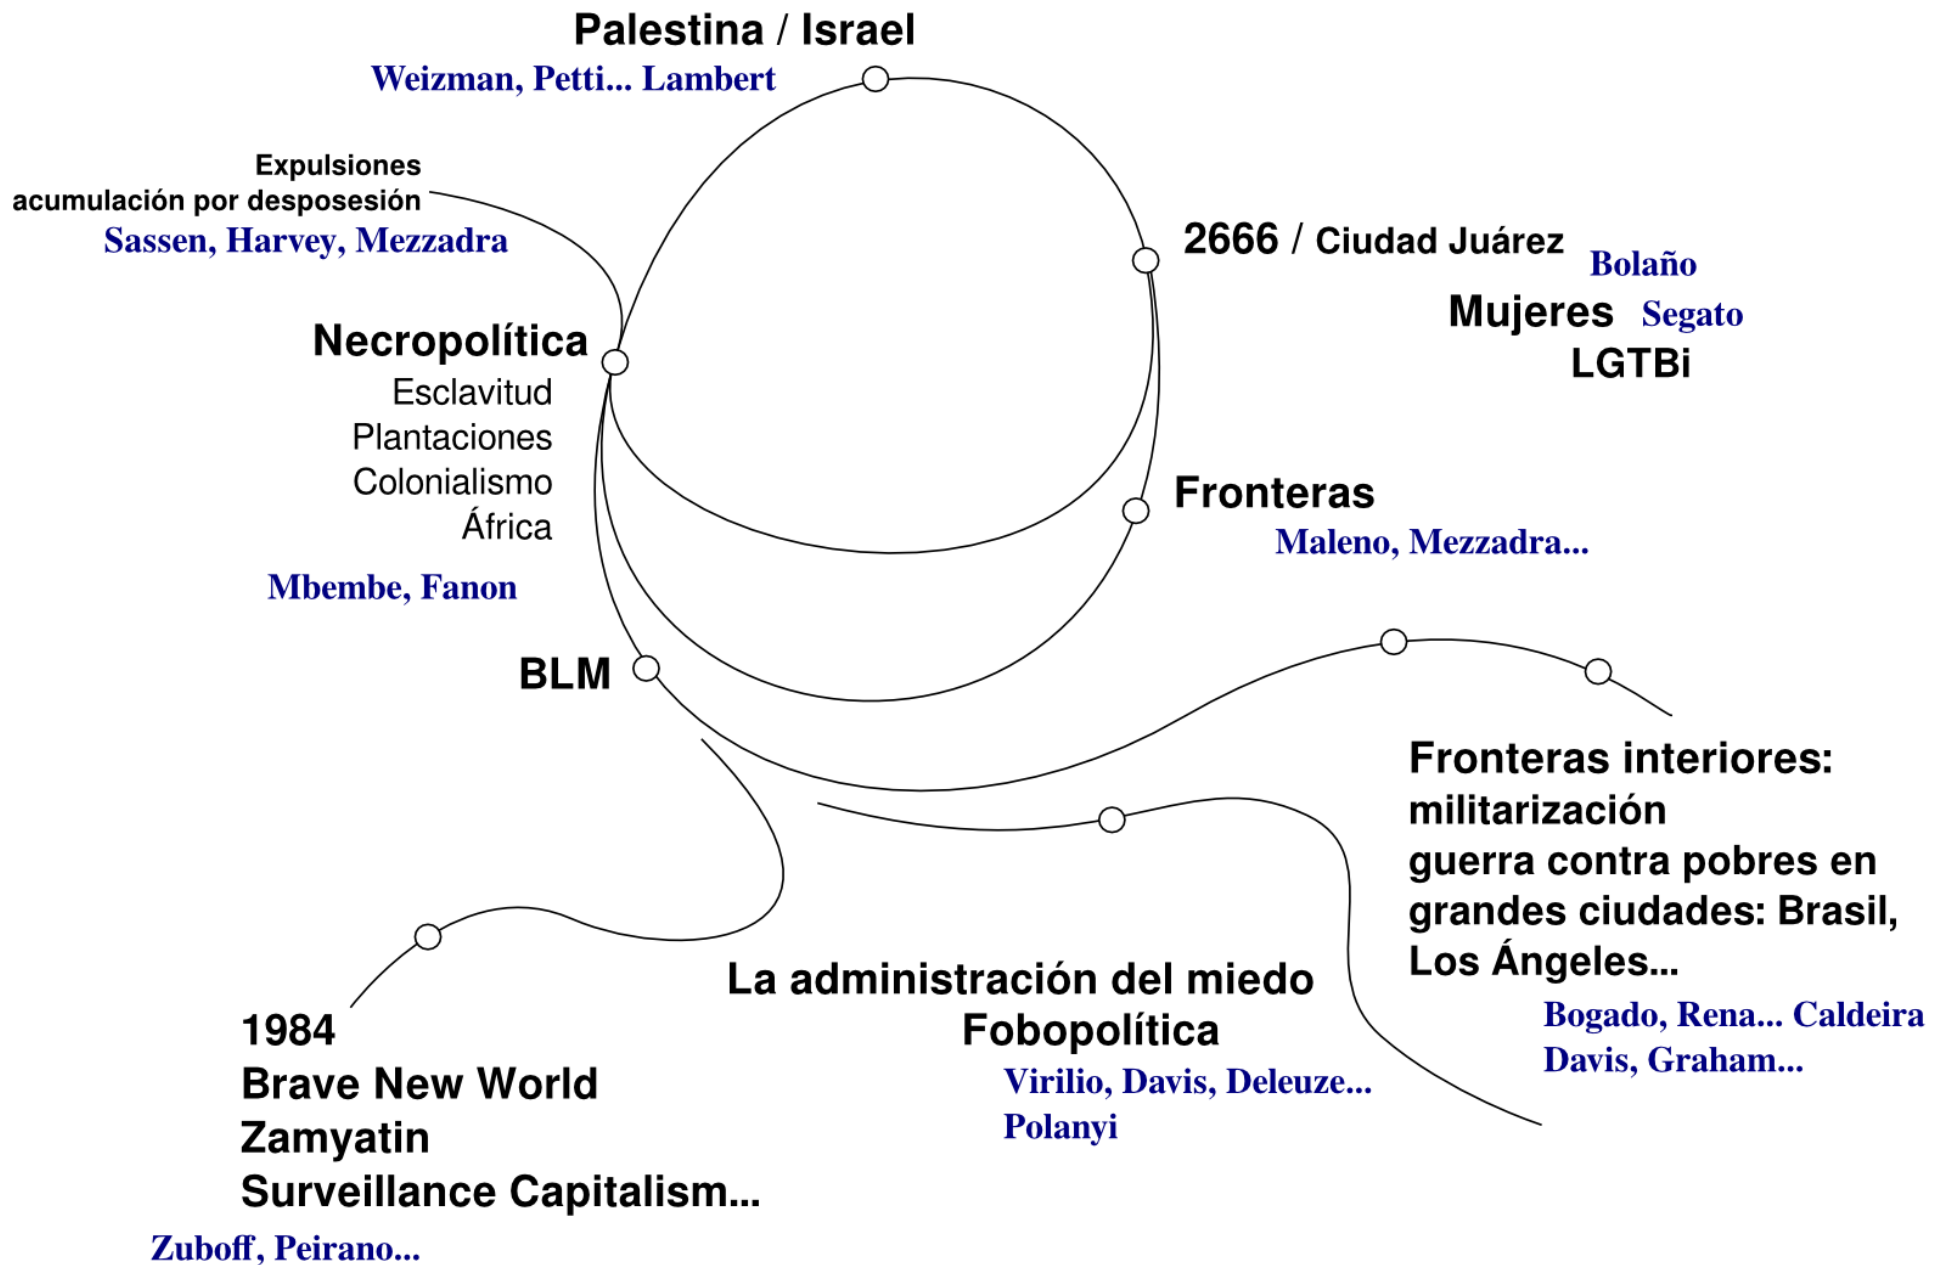 Palestina / Israel
Weizman, Petti... Lambert
Expulsiones
acumulación por desposesión
Sassen, Harvey, Mezzadra
2666 / Ciudad Juárez
Bolaño
Mujeres Segato
LGTBi
Necropolítica
Esclavitud
Plantaciones
Colonialismo
África
Mbembe, Fanon
Fronteras
Maleno, Mezzadra...
BLM
Fronteras interiores:
militarización
guerra contra pobres en
grandes ciudades: Brasil,
Los Ángeles...
Bogado, Rena... Caldeira
Davis, Graham...
La administración del miedo
Fobopolítica
Virilio, Davis, Deleuze...
Polanyi
1984
Brave New World
Zamyatin
Surveillance Capitalism...
Zuboff, Peirano...